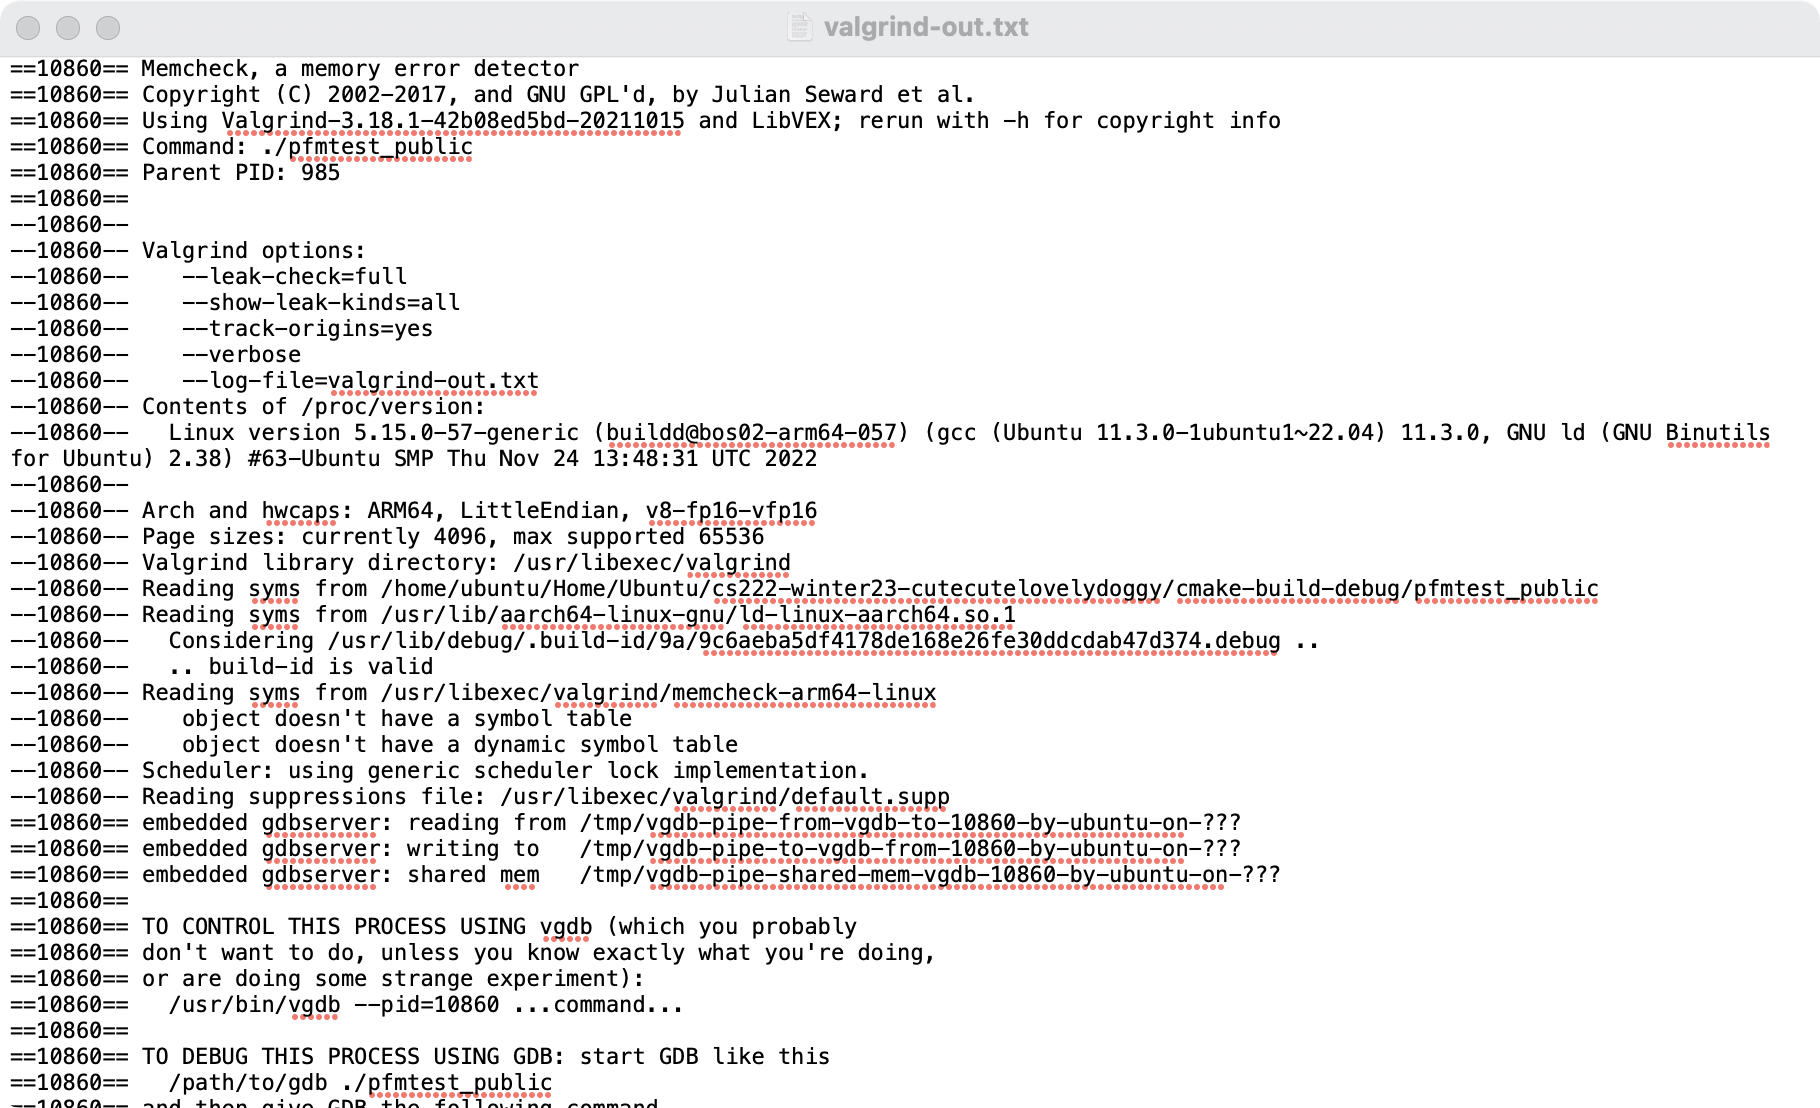 valgrind-out.txt
==10860== Memcheck, a memory error detector
==10860== Copyright (C) 2002-2017, and GNU GPL'd, by Julian Seward et al.
==10860== Using Valgrind-3.18.1-42b08ed5bd-20211015 and LibVEX; rerun with -h for copyright info
==10860== Command: ./pfmtest_public
==10860== Parent PID: 985
==10860==
--10860--
--10860-- Valgrind options:
--10860--    --leak-check=full
--10860--    --show-leak-kinds=all
--10860--    --track-origins=yes
--10860--    --verbose
--10860--    --log-file=valgrind-out.txt
--10860-- Contents of /proc/version:
--10860--   Linux version 5.15.0-57-generic (buildd@bos02-arm64-057) (gcc (Ubuntu 11.3.0-1ubuntu1~22.04) 11.3.0, GNU ld (GNU Binutils
for Ubuntu) 2.38) #63-Ubuntu SMP Thu Nov 24 13:48:31 UTC 2022
--10860--
--10860-- Arch and hwcaps: ARM64, LittleEndian, v8-fp16-vfp16
--10860-- Page sizes: currently 4096, max supported 65536
--10860-- Valgrind library directory: /usr/libexec/valgrind
--10860-- Reading syms from /home/ubuntu/Home/Ubuntu/cs222-winter23-cutecutelovelydoggy/cmake-build-debug/pfmtest_public
--10860-- Reading syms from /usr/lib/aarch64-linux-gnu/ld-linux-aarch64.so.1
--10860--   Considering /usr/lib/debug/.build-id/9a/9c6aeba5df4178de168e26fe30ddcdab47d374.debug ..
--10860--   .. build-id is valid
--10860-- Reading syms from /usr/libexec/valgrind/memcheck-arm64-linux
--10860--    object doesn't have a symbol table
--10860--    object doesn't have a dynamic symbol table
--10860-- Scheduler: using generic scheduler lock implementation.
--10860-- Reading suppressions file: /usr/libexec/valgrind/default.supp
==10860== embedded gdbserver: reading from /tmp/vgdb-pipe-from-vgdb-to-10860-by-ubuntu-on-???
==10860== embedded gdbserver: writing to   /tmp/vgdb-pipe-to-vgdb-from-10860-by-ubuntu-on-???
==10860== embedded gdbserver: shared mem   /tmp/vgdb-pipe-shared-mem-vgdb-10860-by-ubuntu-on-???
==10860==
==10860== TO CONTROL THIS PROCESS USING vgdb (which you probably
==10860== don't want to do, unless you know exactly what you're doing,
==10860== or are doing some strange experiment):
==10860==   /usr/bin/vgdb --pid=10860 ...command...
==10860==
==10860== TO DEBUG THIS PROCESS USING GDB: start GDB like this
==10860==   /path/to/gdb ./pfmtest_public
==10860== and then give GDB the following command